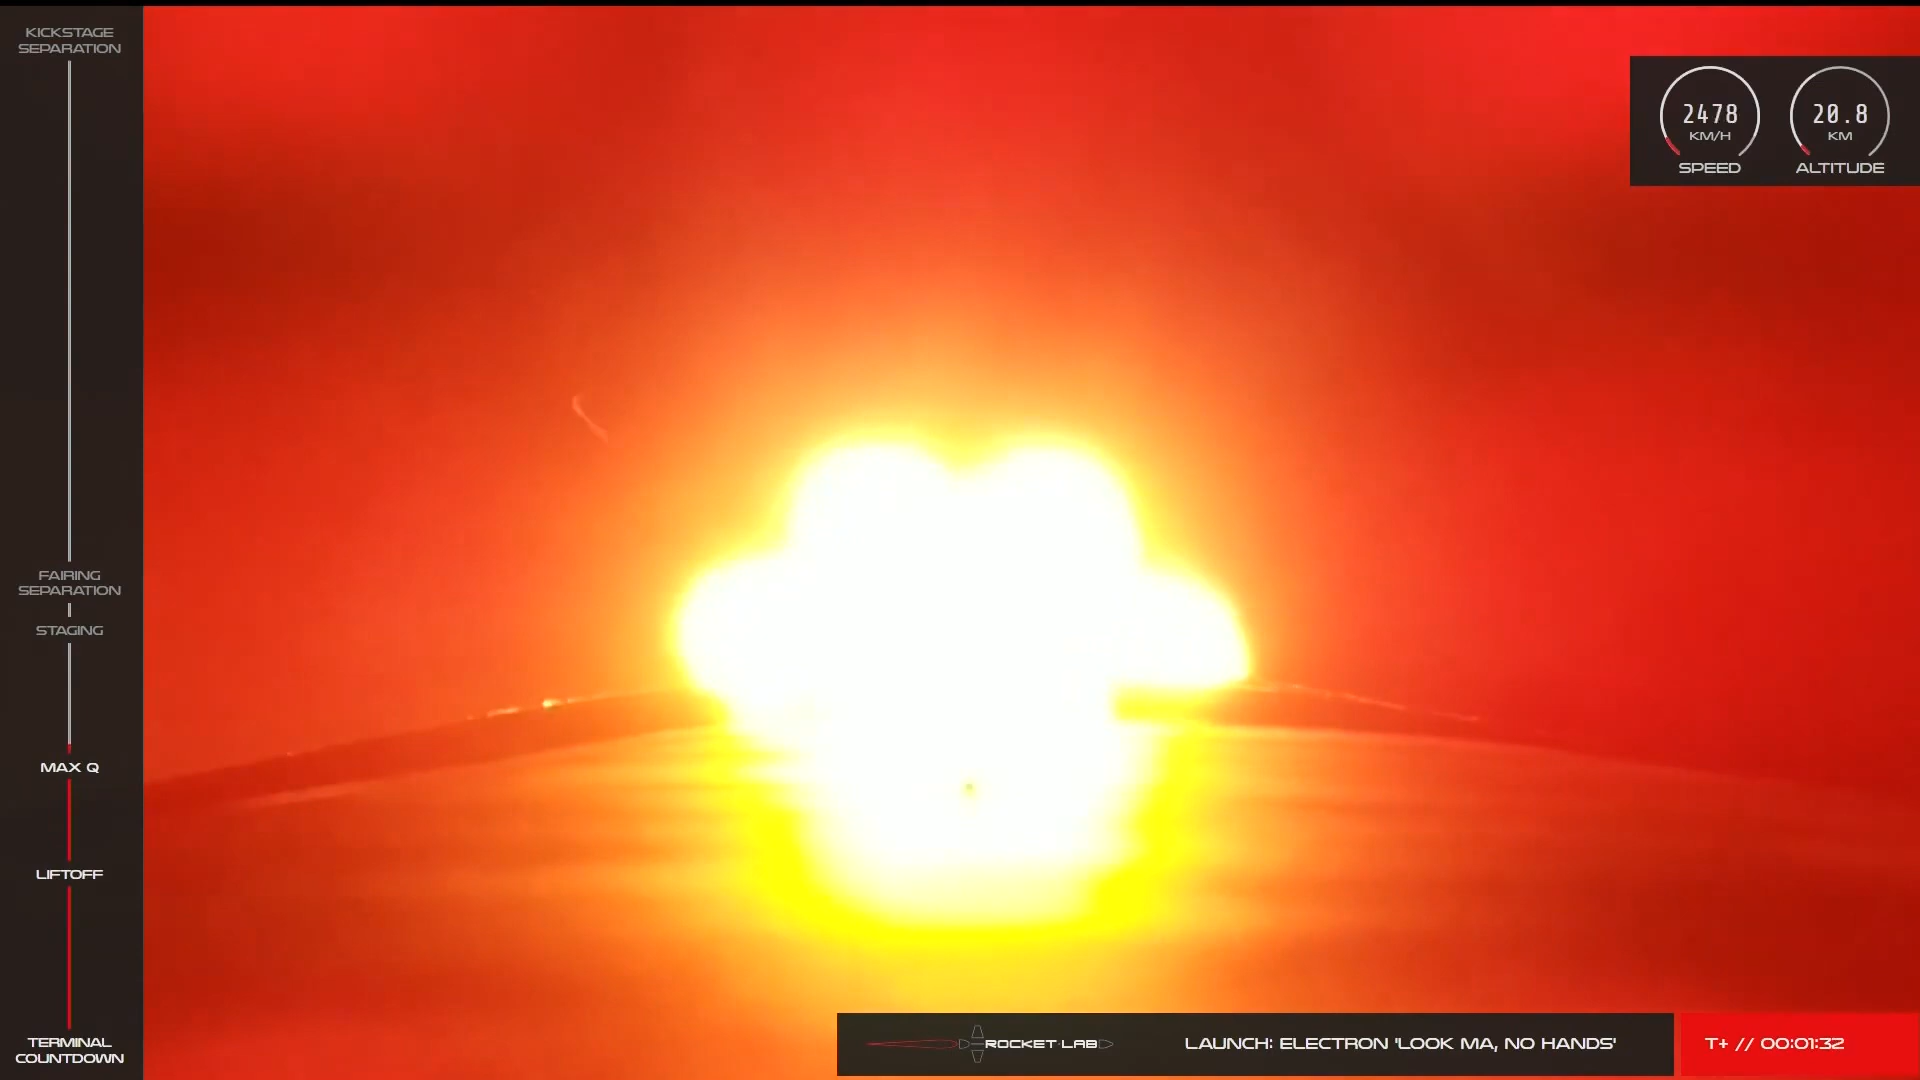 KICKSTAGE
SEPARATION
FAIRING
SEPARATION
STAGING
MAX Q
LIFTOFF
TERMINAL
COUNTDOWN
2478
KM/H
SPEED
20.8
KM
ALTITUDE
ROCKET LAB
LAUNCH: ELECTRON 'LOOK MA, NO HANDS'
T+ // 00:01:32